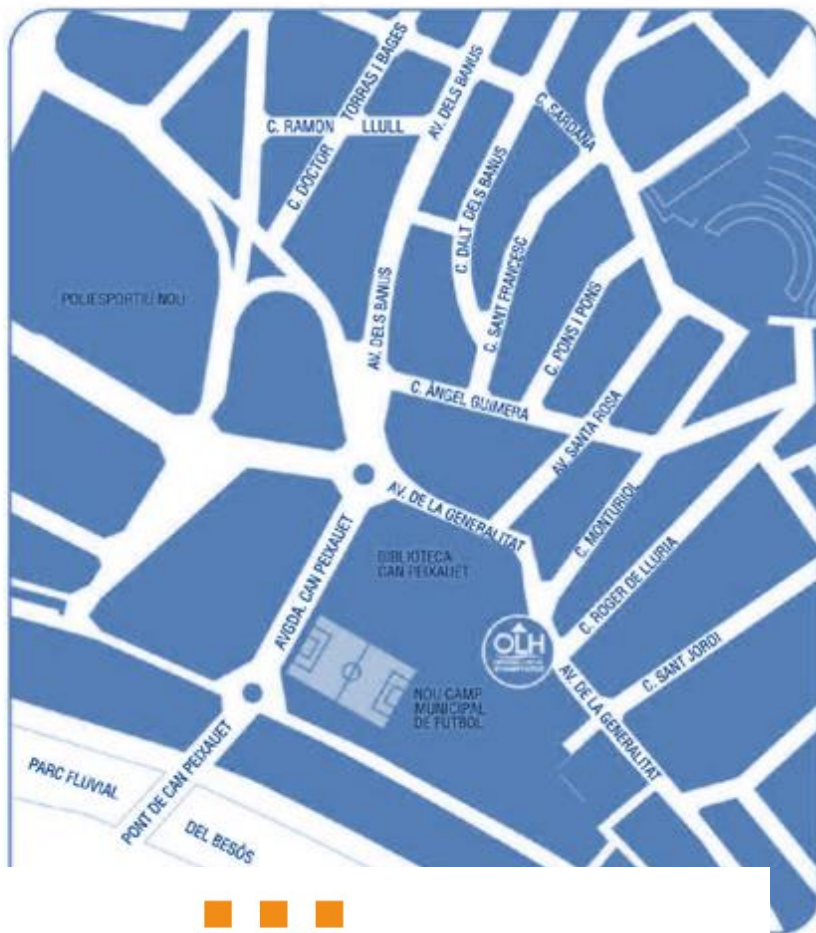 C. DOCTOR TORRAS I BAGES
C. RAMON LLULL
AV. DELS BANUS
C. SARDANA
C. DALT DELS BANUS
C. SANT FRANCESC
C. PONS I PONS
POLIESPORTIU NOU
AV. DELS BANUS
C. ÀNGEL GUIMERA
AV. SANTA ROSA
AV. DE LA GENERALITAT
C. MONTURIOL
C. ROGER DE LLURIA
BIBLIOTECA
CAN PEIXAUET
AVGDA. CAN PEIXAUET
OLH
C. SANT JORDI
AV. DE LA GENERALITAT
NOU CAMP
MUNICIPAL
DE FUTBOL
PONT DE CAN PEIXAUET
PARC FLUVIAL
DEL BESÒS